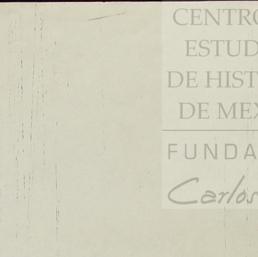 CENTRO
ESTUD
DE HIST
DE MEX
FUNDA
Carlos